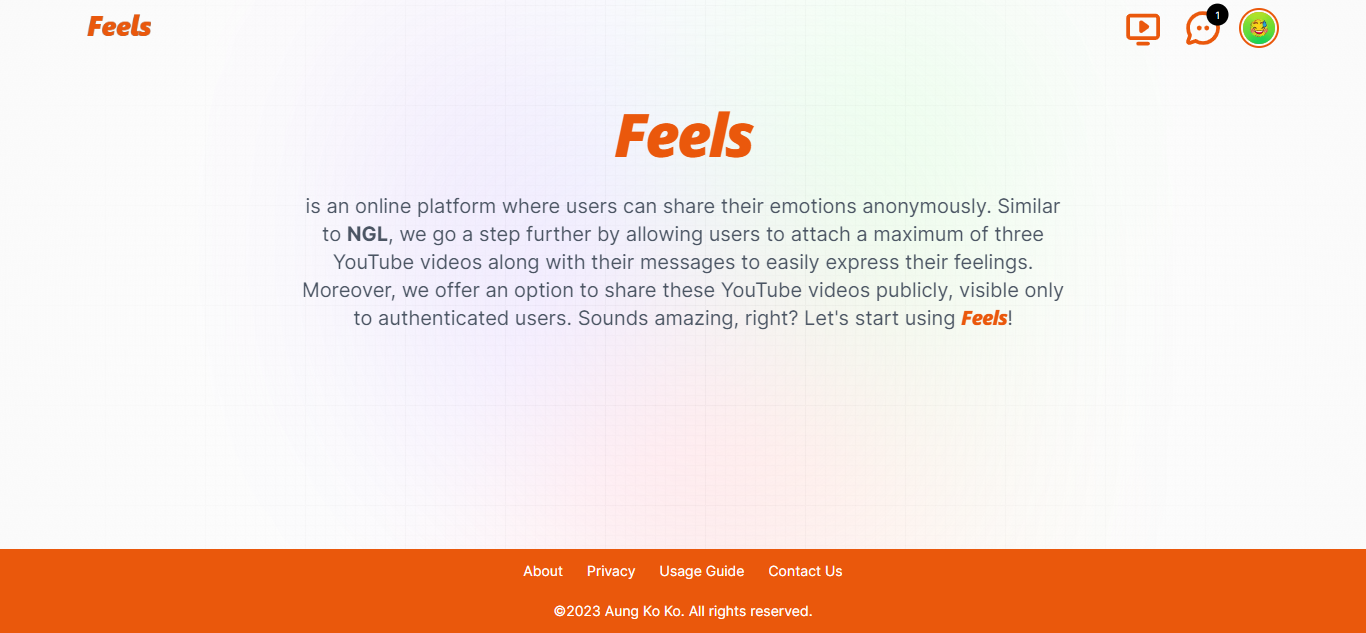 Feels
1
Feels
is an online platform where users can share their emotions anonymously. Similar
to NGL, we go a step further by allowing users to attach a maximum of three
YouTube videos along with their messages to easily express their feelings.
Moreover, we offer an option to share these YouTube videos publicly, visible only
to authenticated users. Sounds amazing, right? Let's start using Feels!
About Privacy Usage Guide Contact Us
©2023 Aung Ko Ko. All rights reserved.